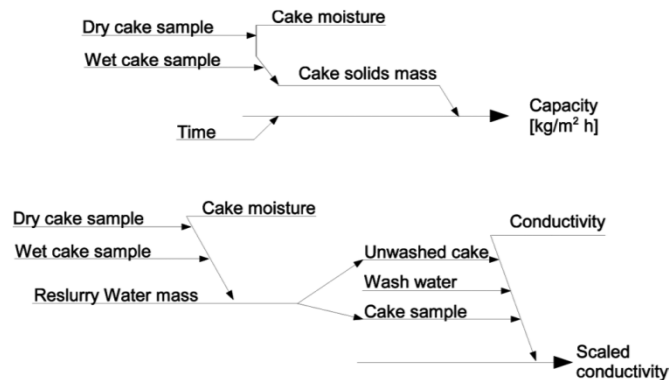 Cake moisture
Dry cake sample
Wet cake sample
Cake solids mass
Capacity
[kg/m² h]
Time
Cake moisture
Dry cake sample
Conductivity
Wet cake sample
Unwashed cake
Wash water
Reslurry Water mass
Cake sample
Scaled
conductivity